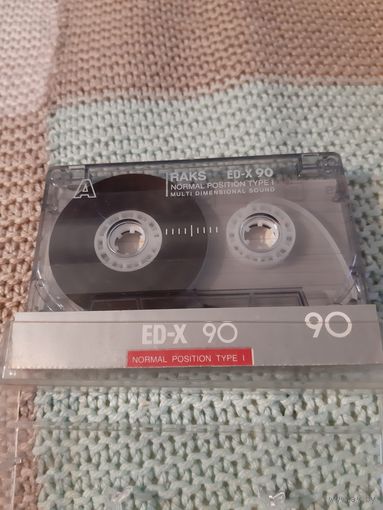 A
RAKS ED-X 90
NORMAL POSITION TYPE I
MULTI DIMENSIONAL SOUND
ED-X 90 90
NORMAL POSITION TYPE I